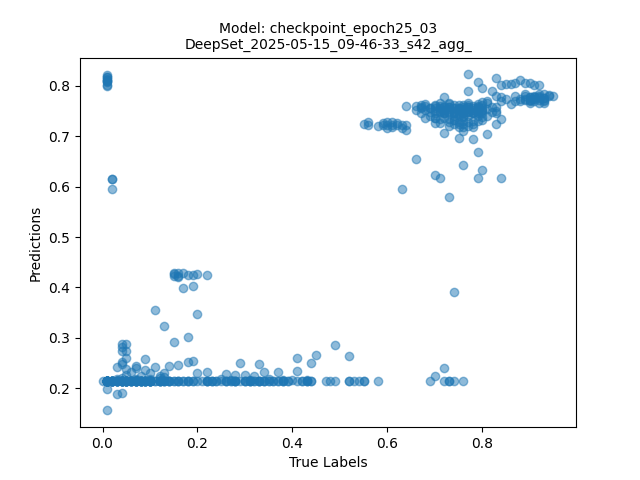 Model: checkpoint_epoch25_03
DeepSet_2025-05-15_09-46-33_s42_agg_
0.8
0.7
0.6
0.5
0.4
0.3
0.2
Predictions
0.0 0.2 0.4 0.6 0.8
True Labels